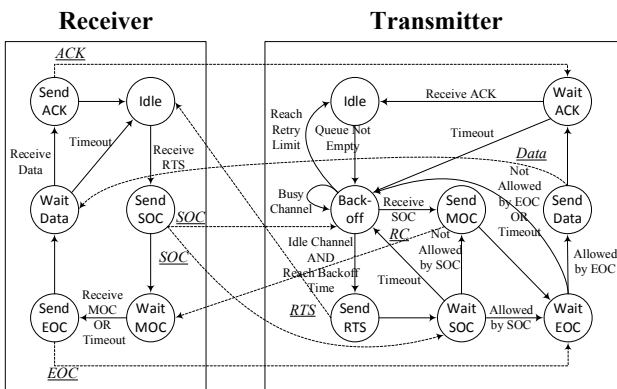 Receiver
Transmitter
ACK
Send
ACK
Idle
Receive
Data
Timeout
Receive
RTS
Wait
Data
Send
SOC
SOC
SOC
Send
EOC
Receive
MOC
OR
Timeout
Wait
MOC
EOC
Idle
Receive ACK
Wait
ACK
Reach
Retry
Limit
Queue Not
Empty
Timeout
Data
Busy
Channel
Back-
off
Receive
SOC
Send
MOC
RC
Not
Allowed
by SOC
Not
Allowed
by EOC
OR
Timeout
Send
Data
Idle Channel
AND
Reach Backoff
Time
Timeout
Allowed
by EOC
RTS
Send
RTS
Wait
SOC
Allowed
by SOC
Wait
EOC